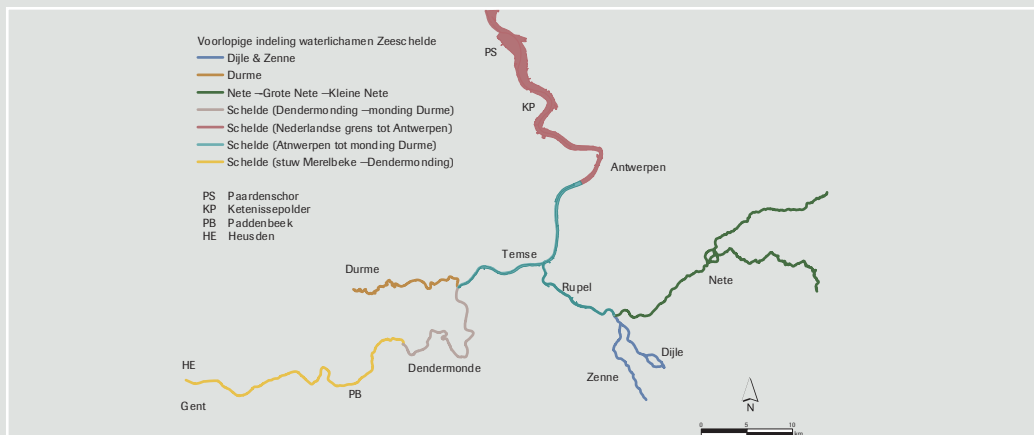 Voorlopige indeling waterlichamen Zeeschelde
Dijle & Zenne
Durme
Nete –Grote Nete –Kleine Nete
Schelde (Dendermonding –monding Durme)
Schelde (Nederlandse grens tot Antwerpen)
Schelde (Atnwerpen tot monding Durme)
Schelde (stuw Merelbeke –Dendermonding)
PS Paardenschor
KP Ketenissepolder
PB Paddenbeek
HE Heusden
PS
KP
Antwerpen
Temse
Durme
Rupel
Nete
Dijle
Dendermonde
Zenne
HE
PB
Gent
N
0 5 10
km